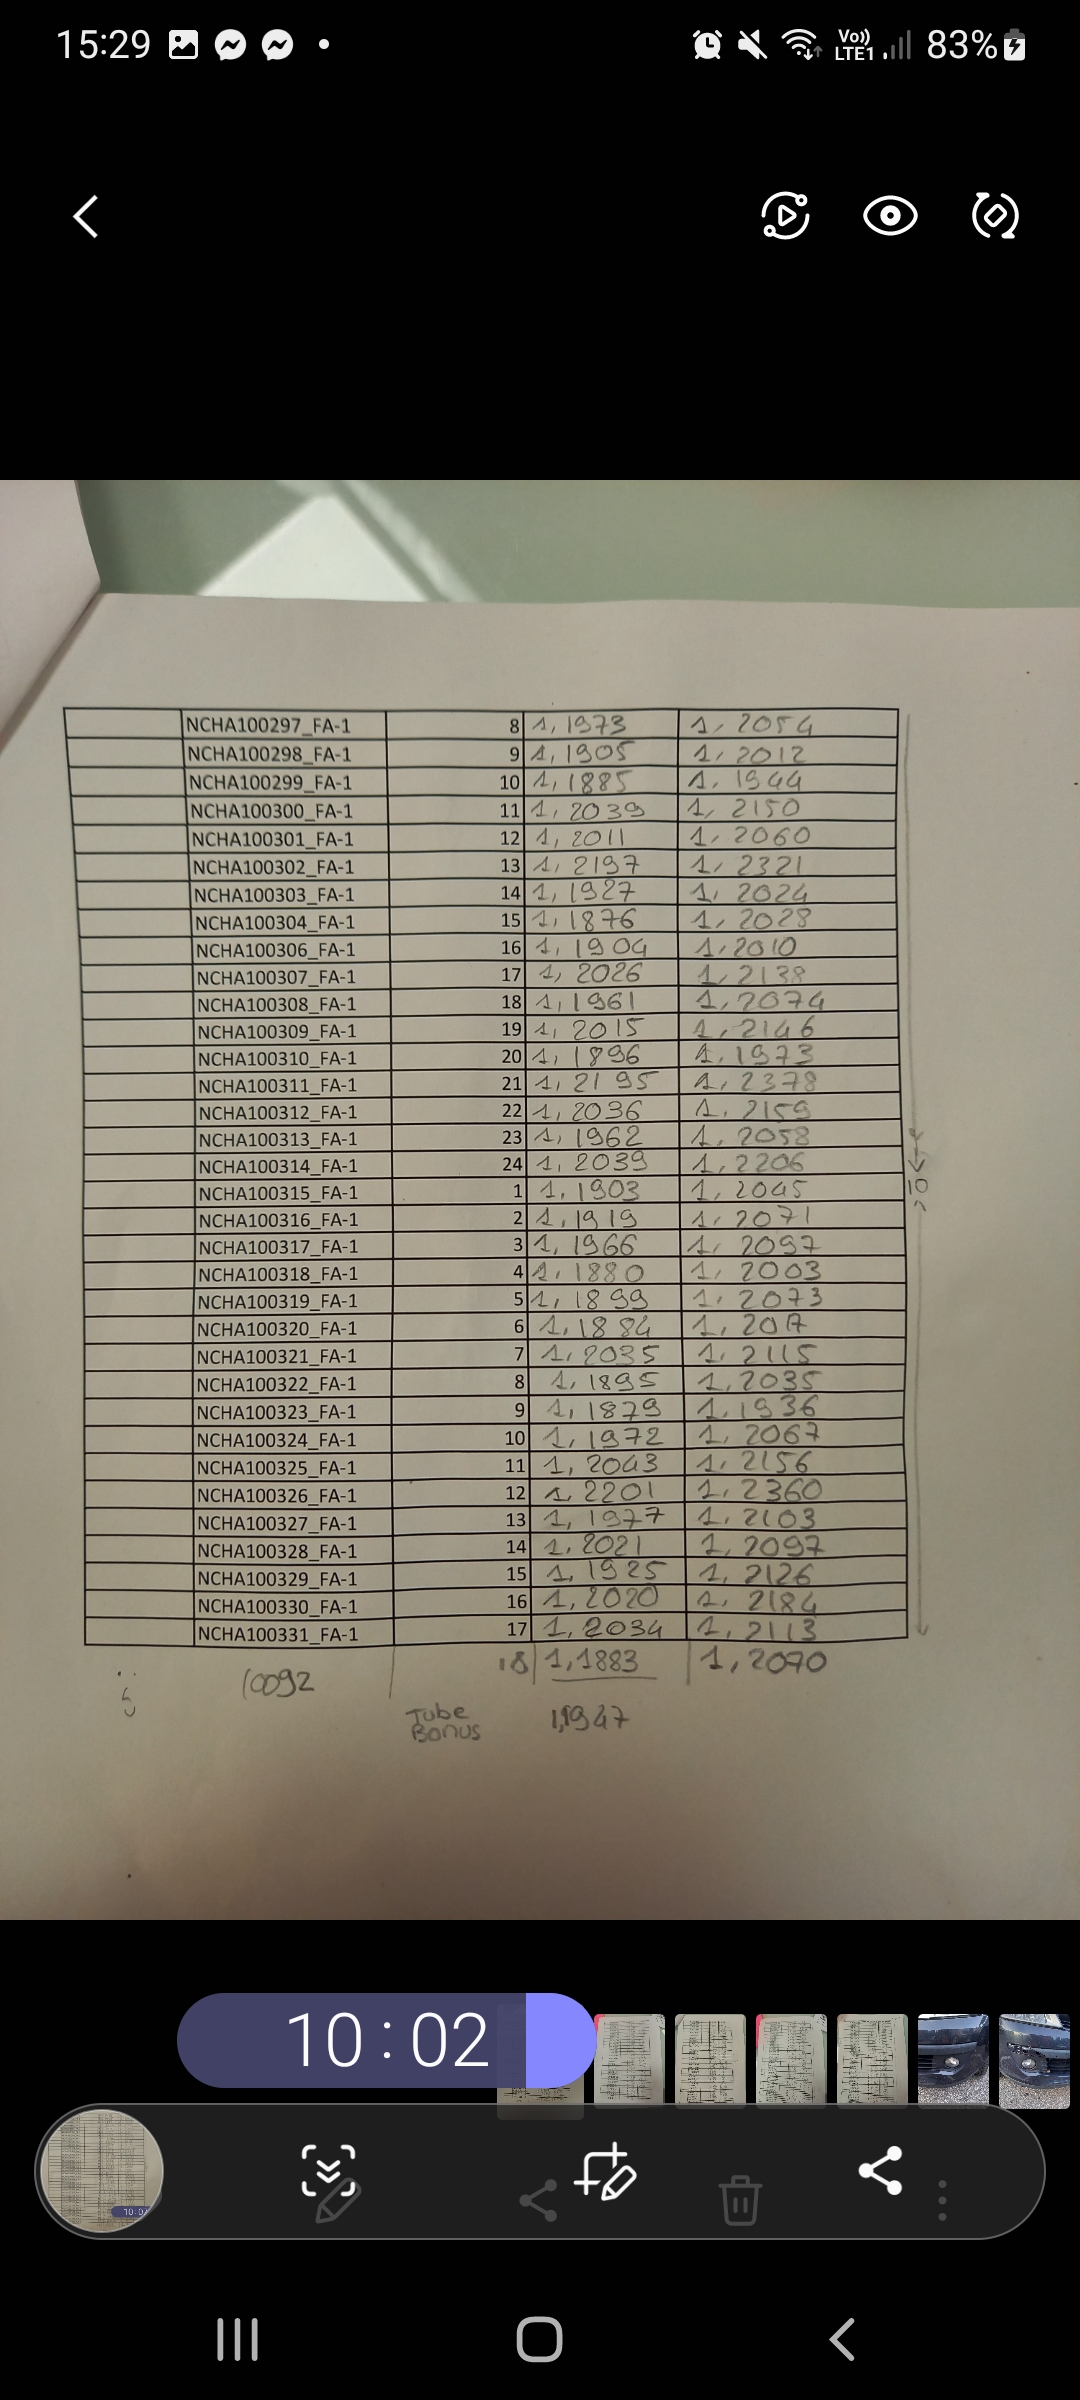 15:29
Vo))
LTE1
83%
NCHA100297_FA-1 8 1,1973 1,2054
NCHA100298_FA-1 9 1,1905 1,2012
NCHA100299_FA-1 10 1,1885 1,1944
NCHA100300_FA-1 11 1,2039 1,2150
NCHA100301_FA-1 12 1,2011 1,2060
NCHA100302_FA-1 13 1,2197 1,2321
NCHA100303_FA-1 14 1,1927 1,2024
NCHA100304_FA-1 15 1,1876 1,2028
NCHA100306_FA-1 16 1,1904 1,2010
NCHA100307_FA-1 17 1,2026 1,2138
NCHA100308_FA-1 18 1,1961 1,2074
NCHA100309_FA-1 19 1,2015 1,2146
NCHA100310_FA-1 20 1,1896 1,1973
NCHA100311_FA-1 21 1,2195 1,2378
NCHA100312_FA-1 22 1,2036 1,2159
NCHA100313_FA-1 23 1,1962 1,2058
NCHA100314_FA-1 24 1,2039 1,2206
NCHA100315_FA-1 1 1,1903 1,2045
NCHA100316_FA-1 2 1,1919 1,2071
NCHA100317_FA-1 3 1,1966 1,2097
NCHA100318_FA-1 4 1,1880 1,2003
NCHA100319_FA-1 5 1,1899 1,2073
NCHA100320_FA-1 6 1,1884
NCHA100321_FA-1 7 1,2035 1,2115
NCHA100322_FA-1 8 1,1895 1,2035
NCHA100323_FA-1 9 1,1879 1,1936
NCHA100324_FA-1 10 1,1972 1,2067
NCHA100325_FA-1 11 1,2043 1,2156
NCHA100326_FA-1 12 1,2201 1,2360
NCHA100327_FA-1 13 1,1977 1,2103
NCHA100328_FA-1 14 1,2021 1,2097
NCHA100329_FA-1 15 1,1925 1,2126
NCHA100330_FA-1 16 1,2020 1,2184
NCHA100331_FA-1 17 1,2034 1,2113
10092 18 1,1883 1,2070
Tube
Bonus 1,1947
10:02